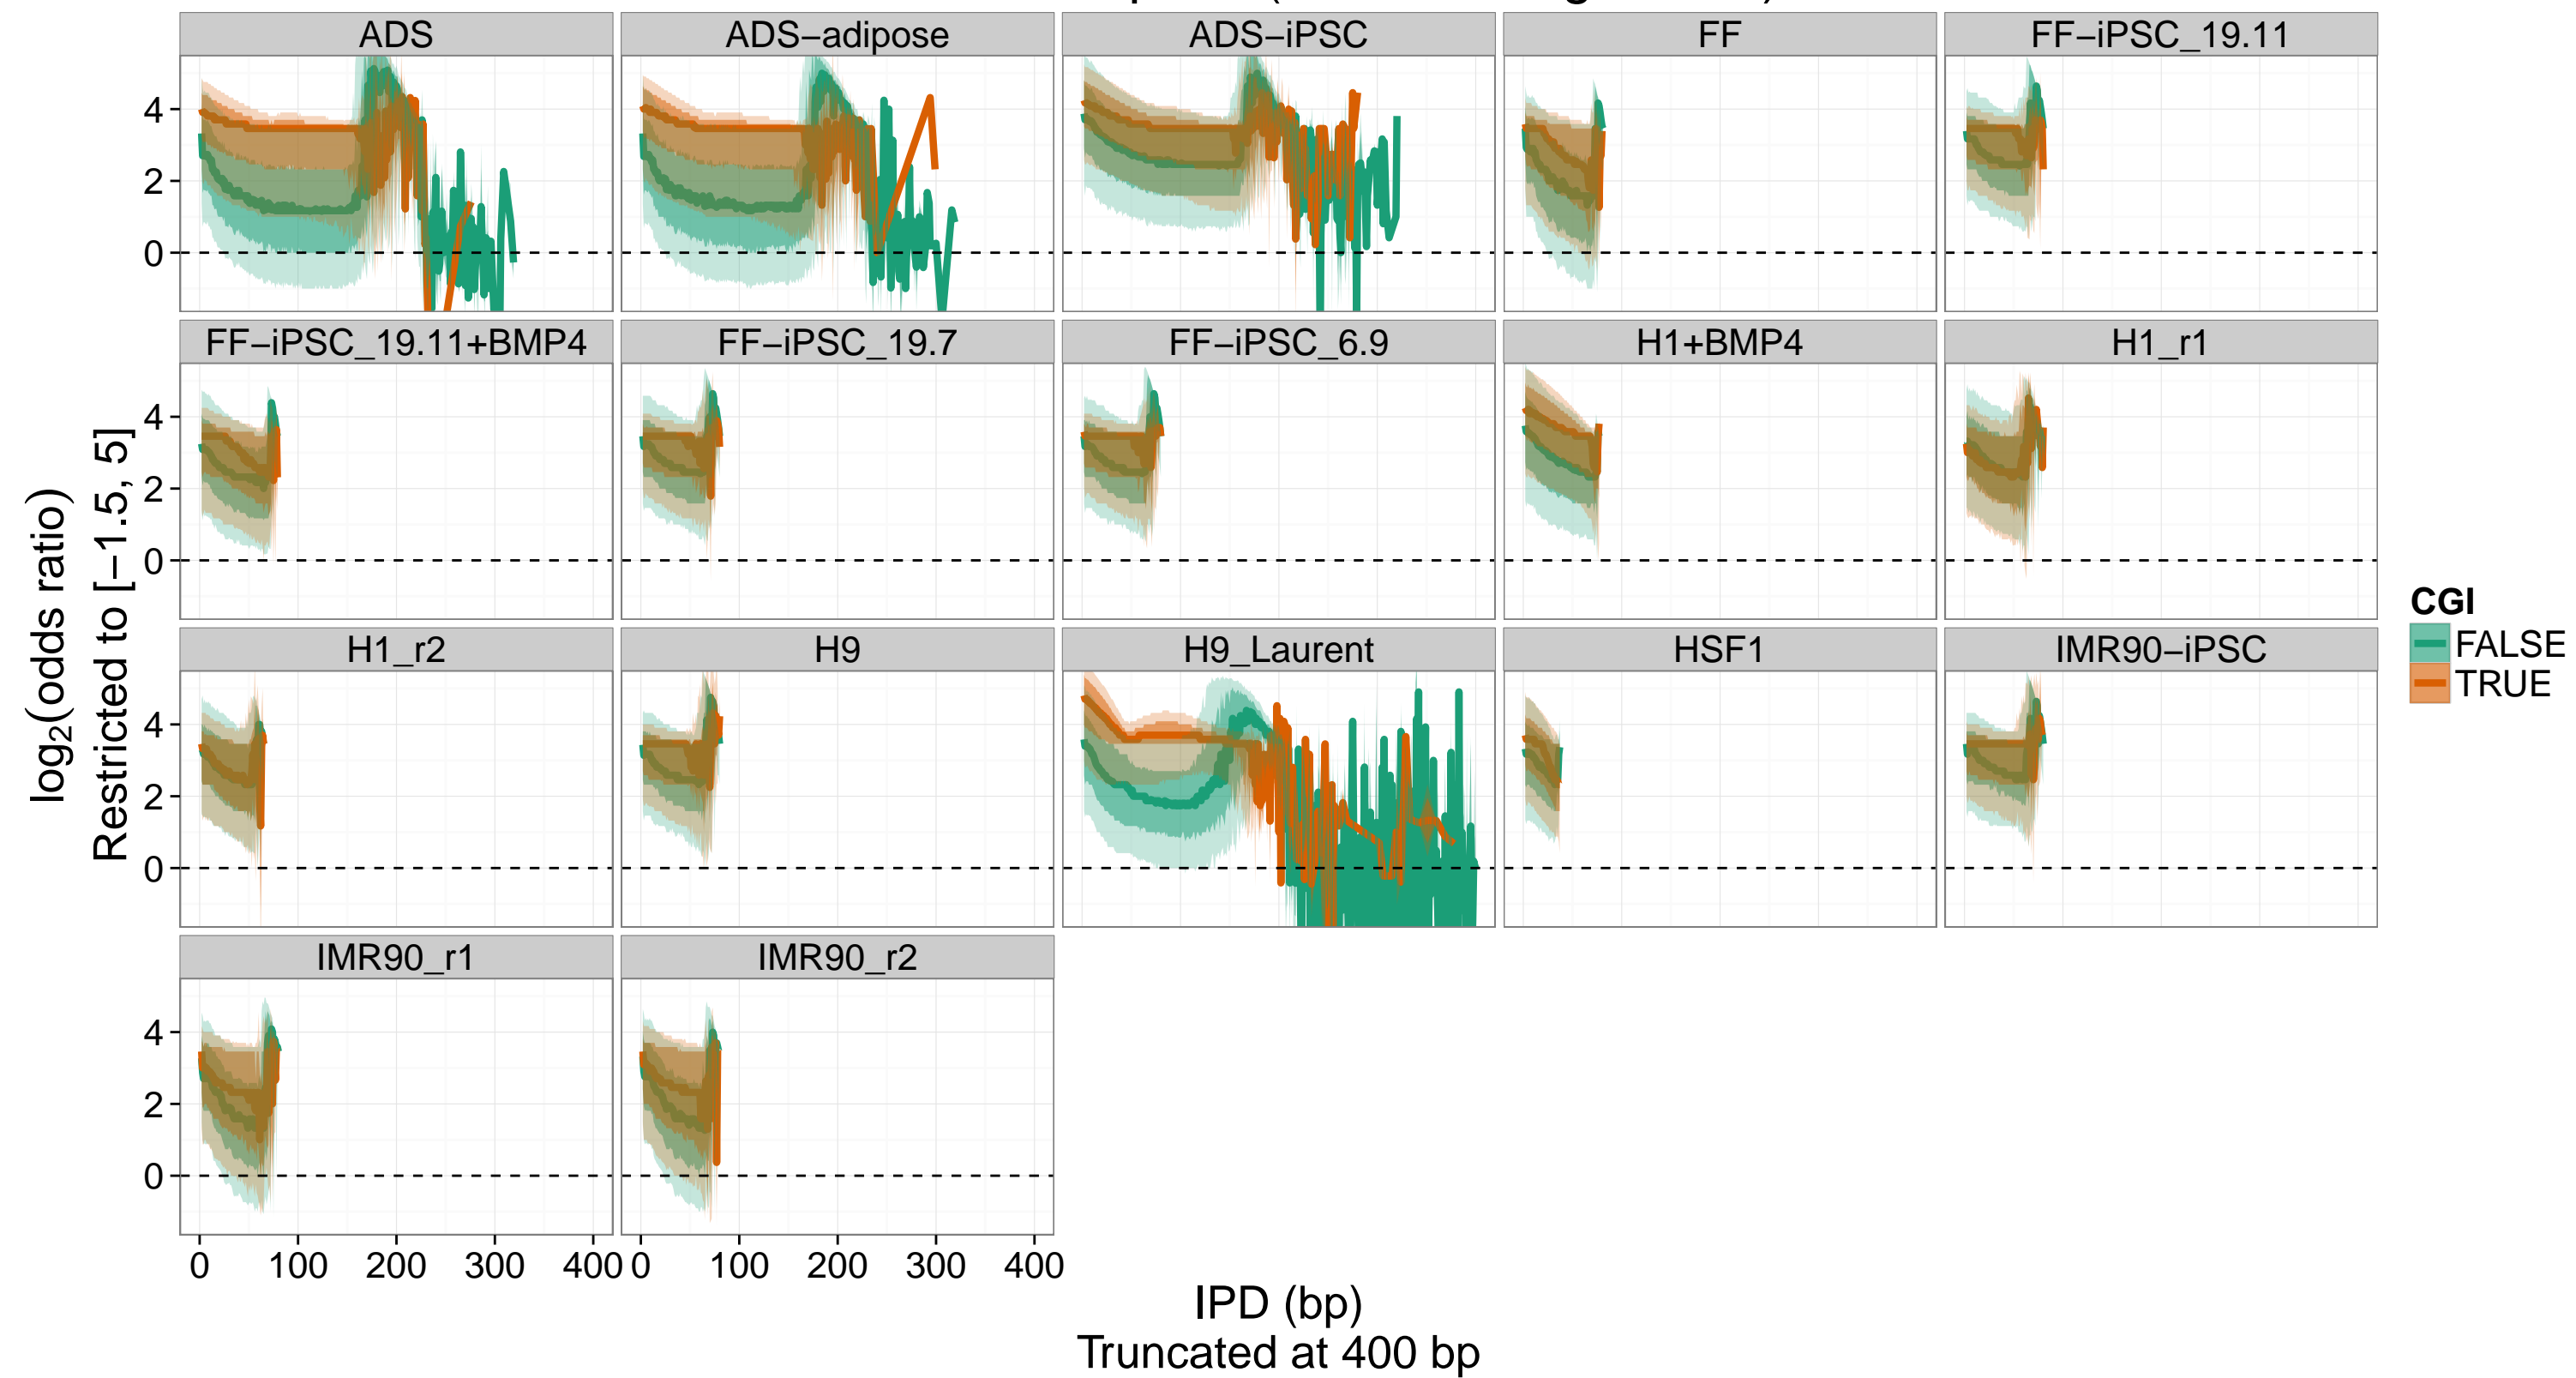 ADS
ADS−adipose
ADS−iPSC
FF
FF−iPSC_19.11
4
2
0
FF−iPSC_19.11+BMP4
FF−iPSC_19.7
FF−iPSC_6.9
H1+BMP4
H1_r1
4
2
0
log2(odds ratio)
Restricted to [−1.5, 5]
CGI
FALSE
TRUE
H1_r2
H9
H9_Laurent
HSF1
IMR90−iPSC
4
2
0
IMR90_r1
IMR90_r2
4
2
0
0 100 200 300 400
0 100 200 300 400
IPD (bp)
Truncated at 400 bp